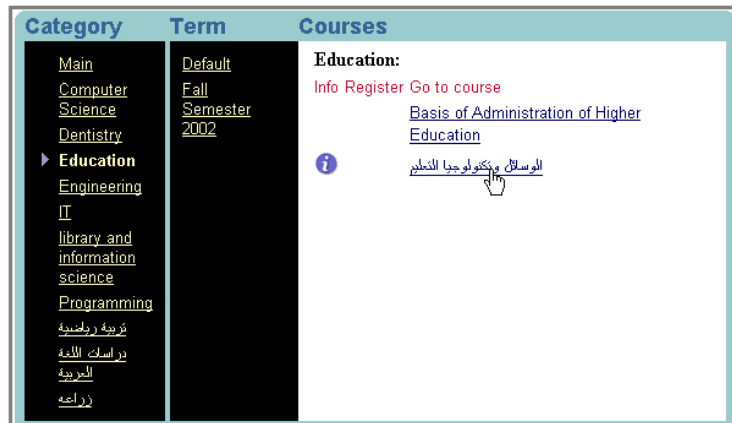 Category Term Courses
Main
Computer
Science
Dentistry
Education
Engineering
IT
library and
information
science
Programming
تربية رياضية
دراسات اللغة
العربية
زراعه
Default
Fall
Semester
2002
Education:
Info Register Go to course
Basis of Administration of Higher
Education
i
الوسائل وتكنولوجيا التعليم